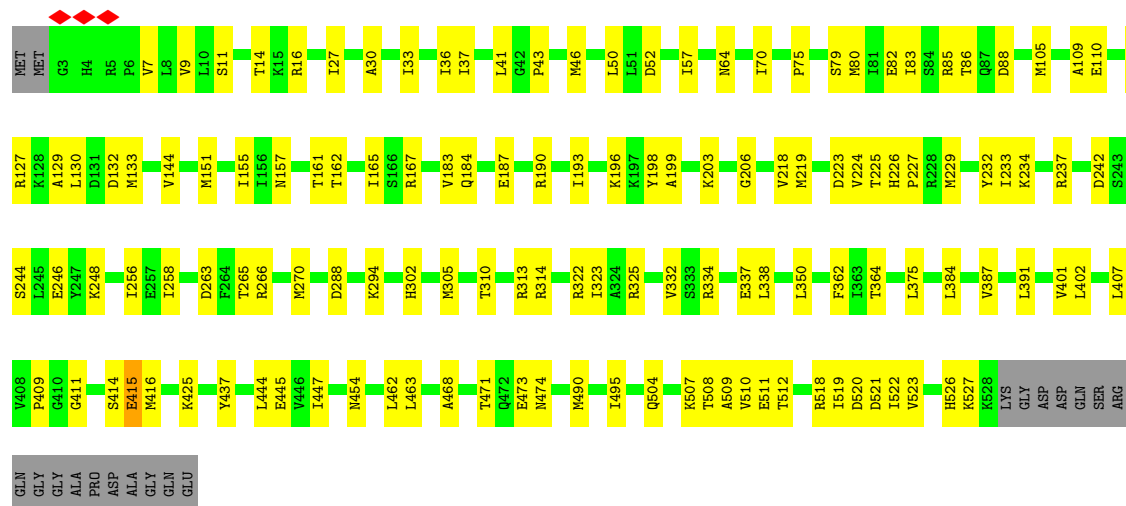 MET MET G3 H4 R5 P6 V7 L8 V9 L10 S11 T14 K15 R16 I27 A30 I33 I36 I37 L41 G42 P43 M46 L50 L51 D52 I57 N64 I70 P75 S79 M80 I81 E82 I83 S84 R85 T86 Q87 D88 M105 A109 E110
R127 K128 A129 L130 D131 D132 M133 V144 M151 I155 I156 N157 T161 T162 I165 S166 R167 V183 Q184 E187 R190 I193 K196 K197 Y198 A199 K203 G206 V218 M219 D223 V224 T225 H226 P227 R228 M229 Y232 I233 K234 R237 D242 S243
S244 L245 E246 Y247 K248 I256 E257 I258 D263 F264 T265 R266 M270 D288 K294 H302 M305 T310 R313 R314 R322 I323 A324 R325 V332 S333 R334 E337 L338 L350 F362 I363 T364 L375 L384 V387 L391 V401 L402 L407
V408 P409 G410 G411 S414 E415 M416 K425 Y437 L444 E445 V446 I447 N454 L462 L463 A468 T471 Q472 E473 N474 M490 I495 Q504 K507 T508 A509 V510 E511 T512 R518 I519 D520 D521 I522 V523 H526 K527 K528 LYS GLY ASP ASP GLN SER ARG
GLN GLY GLY ALA PRO ASP ALA GLY GLN GLU